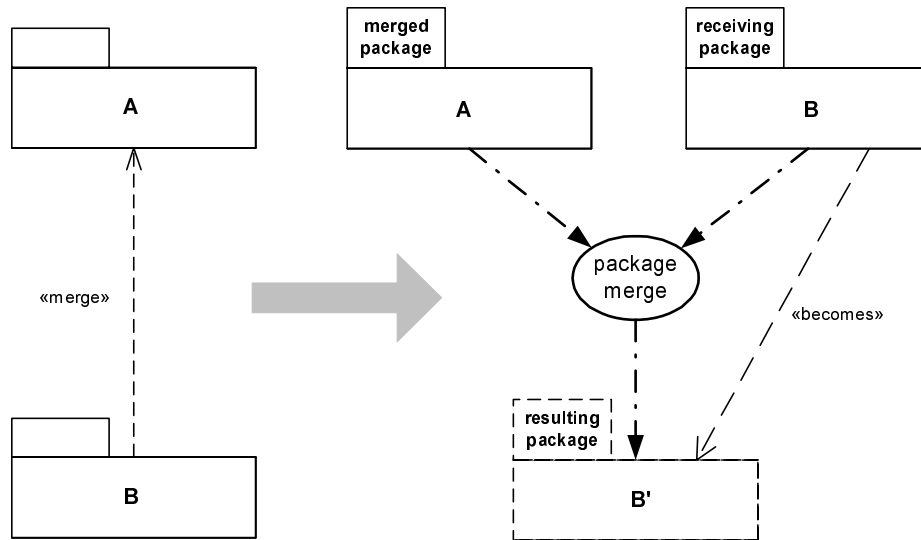 A
«merge»
B
merged
package
A
receiving
package
B
package
merge
«becomes»
resulting
package
B'